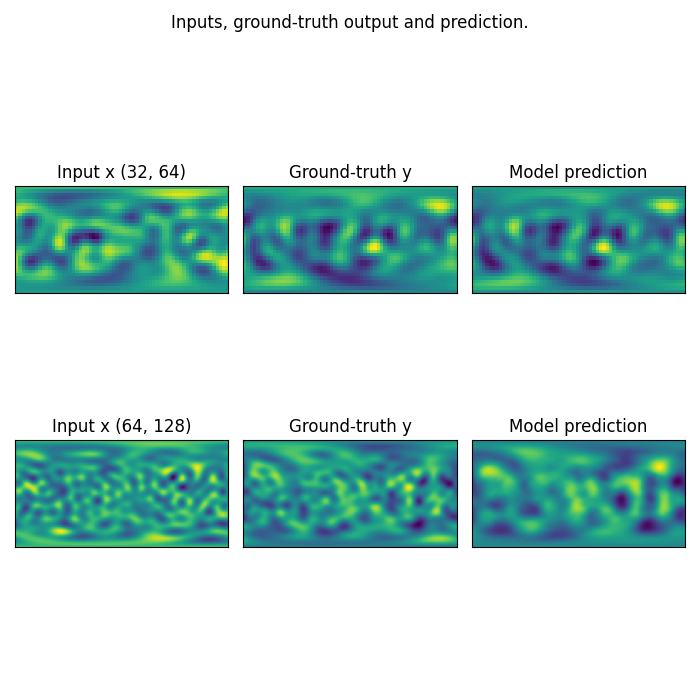 Inputs, ground-truth output and prediction.
Input x (32, 64)
Ground-truth y
Model prediction
Input x (64, 128)
Ground-truth y
Model prediction